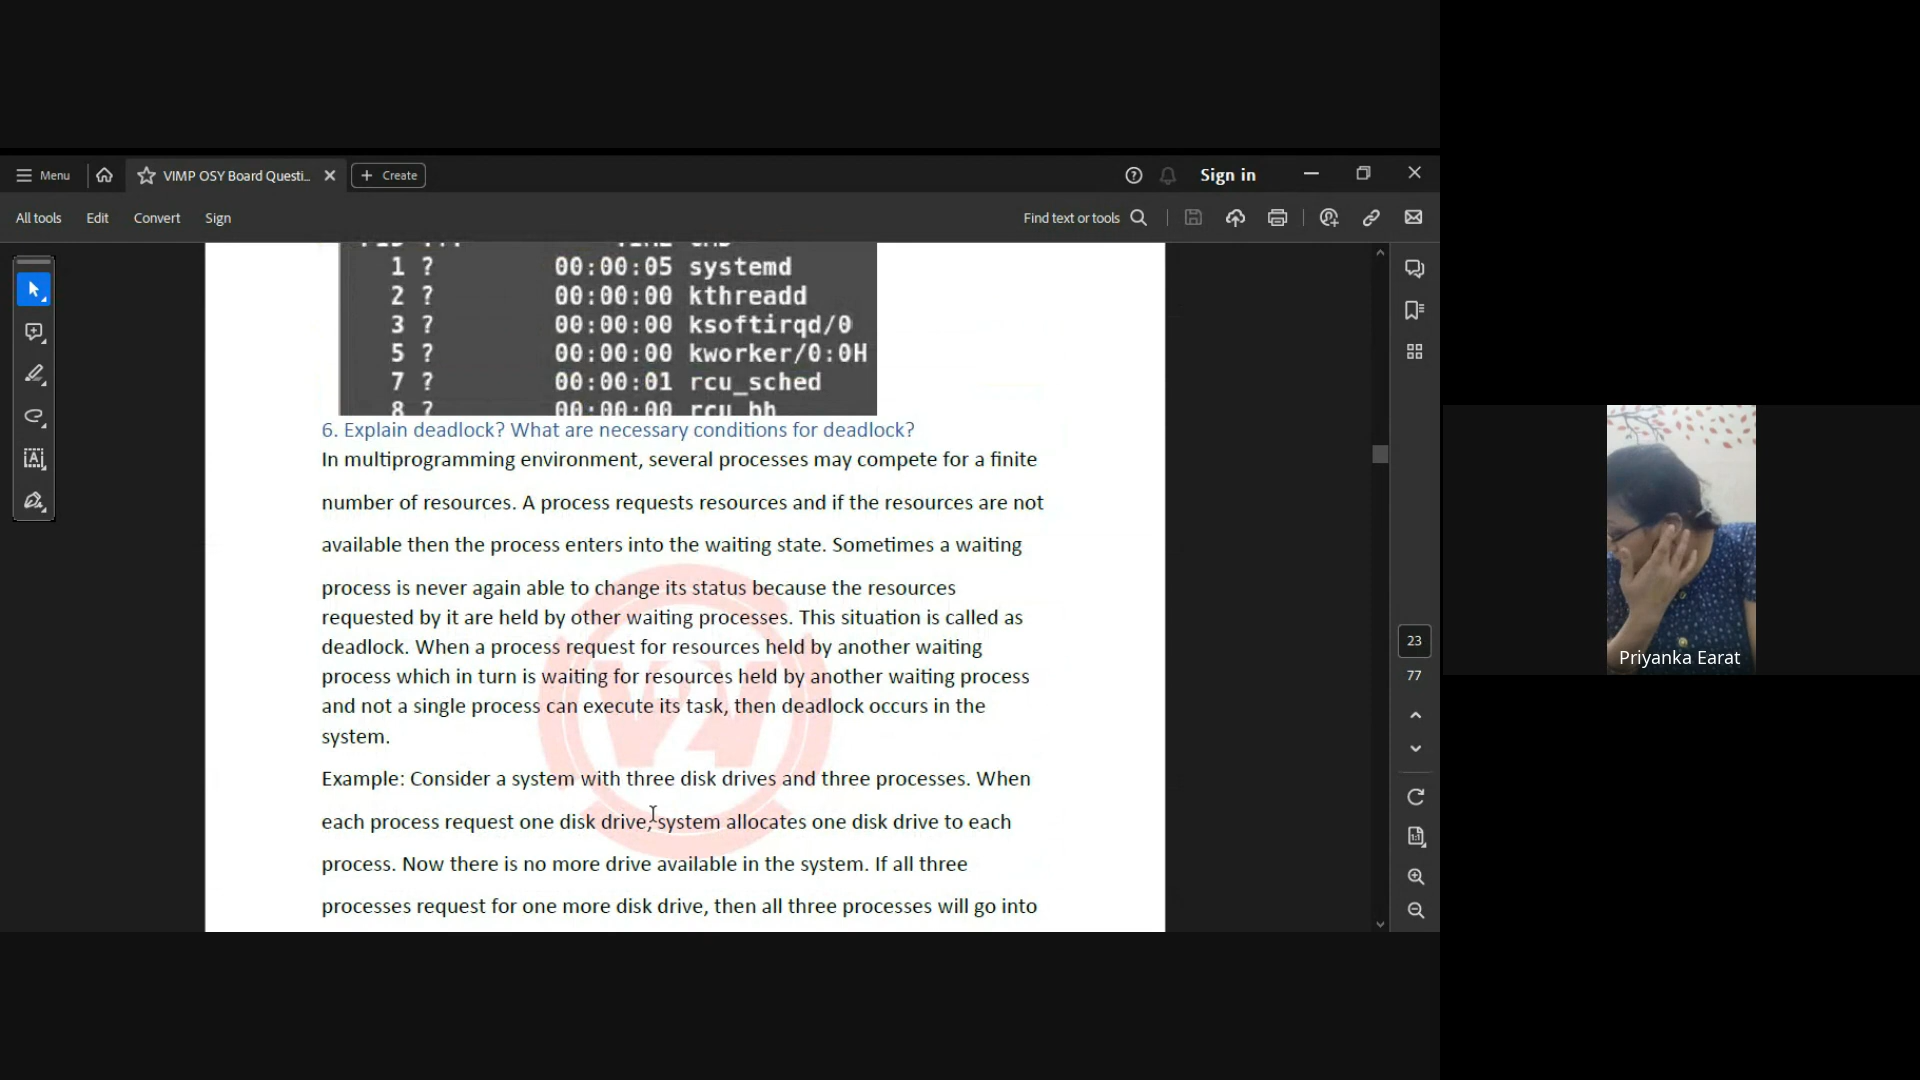 Menu
VIMP OSY Board Questi...
Create
Sign in
All tools
Edit
Convert
Sign
Find text or tools
1 ? 00:00:05 systemd
2 ? 00:00:00 kthreadd
3 ? 00:00:00 ksoftirqd/0
5 ? 00:00:00 kworker/0:0H
7 ? 00:00:01 rcu_sched
8 ? 00:00:00 rcu_bh
6. Explain deadlock? What are necessary conditions for deadlock?
In multiprogramming environment, several processes may compete for a finite
number of resources. A process requests resources and if the resources are not
available then the process enters into the waiting state. Sometimes a waiting
process is never again able to change its status because the resources
requested by it are held by other waiting processes. This situation is called as
deadlock. When a process request for resources held by another waiting
process which in turn is waiting for resources held by another waiting process
and not a single process can execute its task, then deadlock occurs in the
system.
Example: Consider a system with three disk drives and three processes. When
each process request one disk drive, system allocates one disk drive to each
process. Now there is no more drive available in the system. If all three
processes request for one more disk drive, then all three processes will go into
V2V
23
77
Priyanka Earat